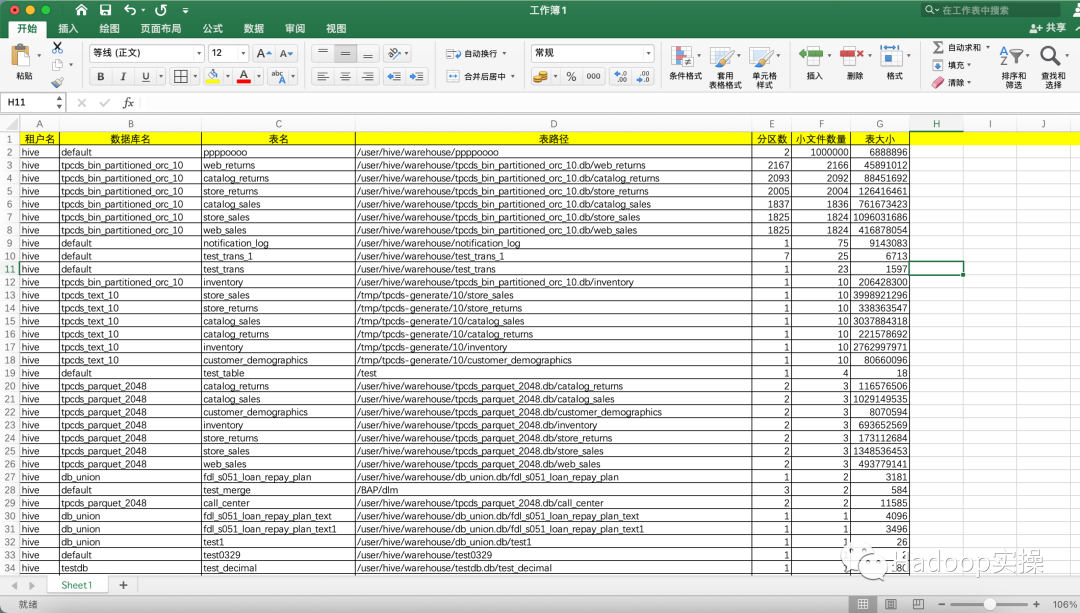 工作簿1
在工作表中搜索
开始 插入 绘图 页面布局 公式 数据 审阅 视图 共享
粘贴 等线 (正文) 12 A A 自动换行 常规 条件格式 套用 表格格式 单元格 样式 插入 删除 格式 自动求和 填充 清除 排序和 筛选 查找和 选择
B I U A abc A 合并后居中 % 000
H11 fx
A B C D E F G H I J
1 租户名 数据库名 表名 表路径 分区数 小文件数量 表大小
2 hive default pppppoooo /user/hive/warehouse/ppppoooo 2 1000000 6888896
3 hive tpcds_bin_partitioned_orc_10 web_returns /user/hive/warehouse/tpcds_bin_partitioned_orc_10.db/web_returns 2167 2166 45891012
4 hive tpcds_bin_partitioned_orc_10 catalog_returns /user/hive/warehouse/tpcds_bin_partitioned_orc_10.db/catalog_returns 2093 2092 88451692
5 hive tpcds_bin_partitioned_orc_10 store_returns /user/hive/warehouse/tpcds_bin_partitioned_orc_10.db/store_returns 2005 2004 126416461
6 hive tpcds_bin_partitioned_orc_10 catalog_sales /user/hive/warehouse/tpcds_bin_partitioned_orc_10.db/catalog_sales 1837 1836 761673423
7 hive tpcds_bin_partitioned_orc_10 store_sales /user/hive/warehouse/tpcds_bin_partitioned_orc_10.db/store_sales 1825 1824 1096031686
8 hive tpcds_bin_partitioned_orc_10 web_sales /user/hive/warehouse/tpcds_bin_partitioned_orc_10.db/web_sales 1825 1824 416878054
9 hive default notification_log /user/hive/warehouse/notification_log 1 75 9143083
10 hive default test_trans_1 /user/hive/warehouse/test_trans_1 7 25 6713
11 hive default test_trans /user/hive/warehouse/test_trans 1 23 1597
12 hive tpcds_bin_partitioned_orc_10 inventory /user/hive/warehouse/tpcds_bin_partitioned_orc_10.db/inventory 1 10 206428300
13 hive tpcds_text_10 store_sales /tmp/tpcds-generate/10/store_sales 1 10 3998921296
14 hive tpcds_text_10 store_returns /tmp/tpcds-generate/10/store_returns 1 10 338363547
15 hive tpcds_text_10 catalog_sales /tmp/tpcds-generate/10/catalog_sales 1 10 3037884318
16 hive tpcds_text_10 catalog_returns /tmp/tpcds-generate/10/catalog_returns 1 10 221578692
17 hive tpcds_text_10 inventory /tmp/tpcds-generate/10/inventory 1 10 2762997971
18 hive tpcds_text_10 customer_demographics /tmp/tpcds-generate/10/customer_demographics 1 10 80660096
19 hive default test_table /test 1 4 18
20 hive tpcds_parquet_2048 catalog_returns /user/hive/warehouse/tpcds_parquet_2048.db/catalog_returns 2 3 116576506
21 hive tpcds_parquet_2048 catalog_sales /user/hive/warehouse/tpcds_parquet_2048.db/catalog_sales 2 3 1029149535
22 hive tpcds_parquet_2048 customer_demographics /user/hive/warehouse/tpcds_parquet_2048.db/customer_demographics 2 3 8070594
23 hive tpcds_parquet_2048 inventory /user/hive/warehouse/tpcds_parquet_2048.db/inventory 2 3 693652569
24 hive tpcds_parquet_2048 store_returns /user/hive/warehouse/tpcds_parquet_2048.db/store_returns 2 3 173112684
25 hive tpcds_parquet_2048 store_sales /user/hive/warehouse/tpcds_parquet_2048.db/store_sales 2 3 1348536453
26 hive tpcds_parquet_2048 web_sales /user/hive/warehouse/tpcds_parquet_2048.db/web_sales 2 3 493779141
27 hive db_union fdl_s051_loan_repay_plan /user/hive/warehouse/db_union.db/fdl_s051_loan_repay_plan 1 2 3181
28 hive default test_merge /BAP/dlm 3 2 584
29 hive tpcds_parquet_2048 call_center /user/hive/warehouse/tpcds_parquet_2048.db/call_center 2 2 11585
30 hive db_union fdl_s051_loan_repay_plan_text /user/hive/warehouse/db_union.db/fdl_s051_loan_repay_plan_text 1 1 4096
31 hive db_union fdl_s051_loan_repay_plan_text1 /user/hive/warehouse/db_union.db/fdl_s051_loan_repay_plan_text1 1 1 3496
32 hive db_union test1 /user/hive/warehouse/db_union.db/test1 1 1 26
33 hive default test0329 /user/hive/warehouse/test0329 1
34 hive testdb test_decimal /user/hive/warehouse/testdb.db/test_decimal 1
Hadoop实操
Sheet1 +
就绪 106%